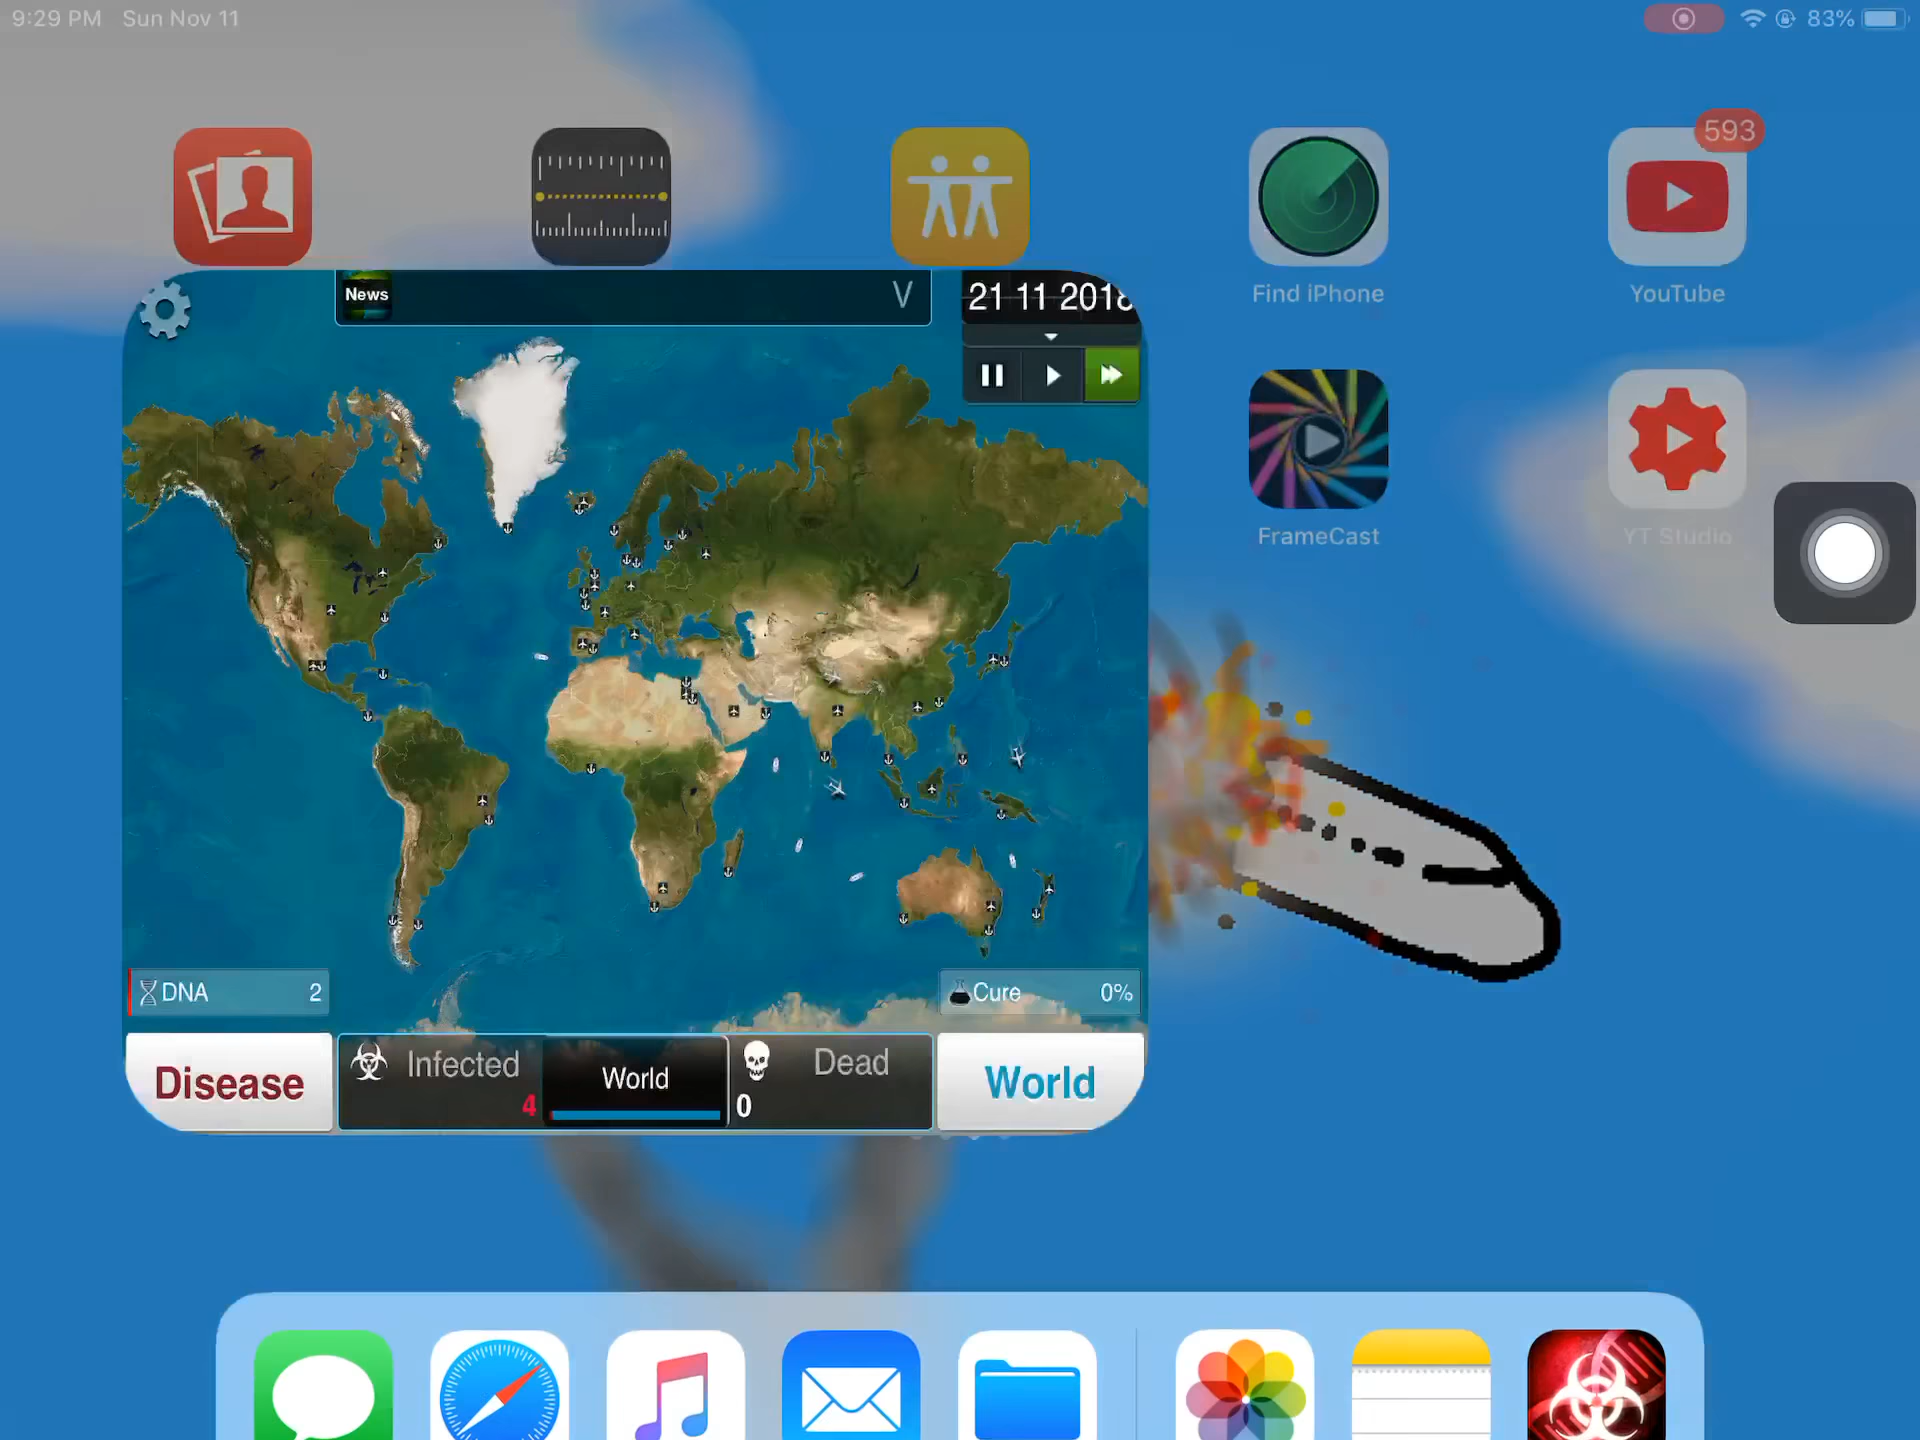 9:29 PM Sun Nov 11
83%
593
Find iPhone
YouTube
News
V
21 11 2018
FrameCast
YT Studio
DNA 2
Cure 0%
Disease
Infected
4
World
Dead
0
World